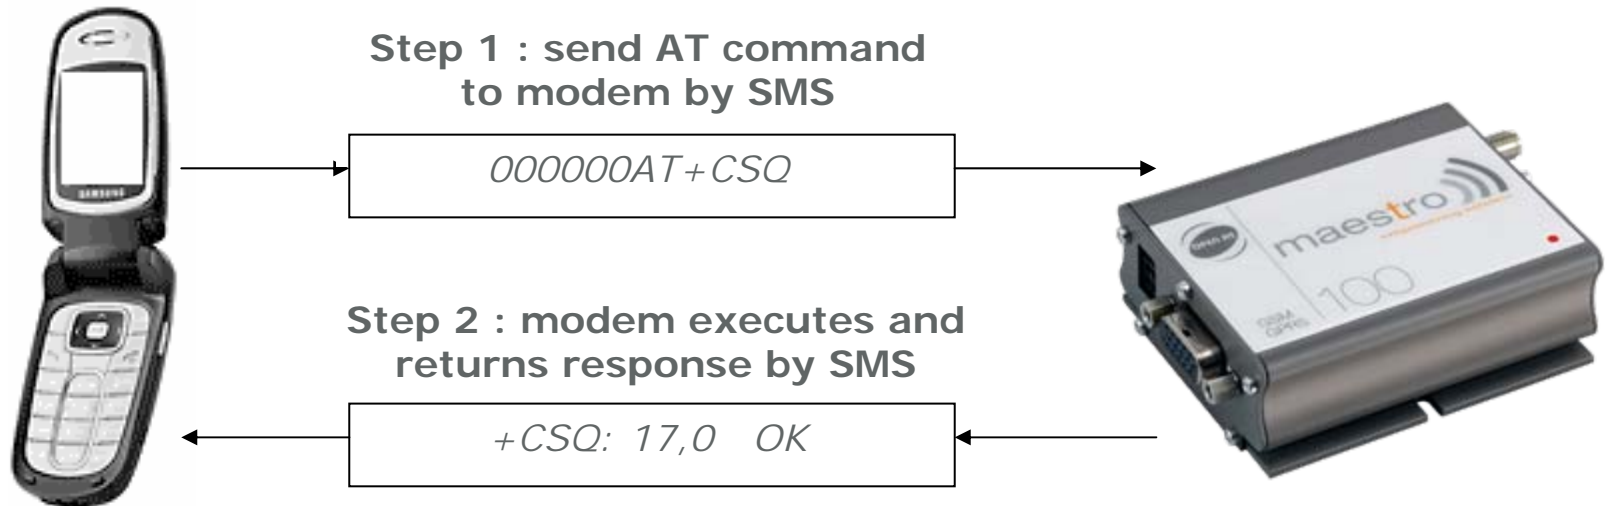 Step 1 : send AT command
to modem by SMS
000000AT+CSQ
SAMSUNG
maestro
100
GSM
GPRS
Step 2 : modem executes and
returns response by SMS
+CSQ: 17,0 OK